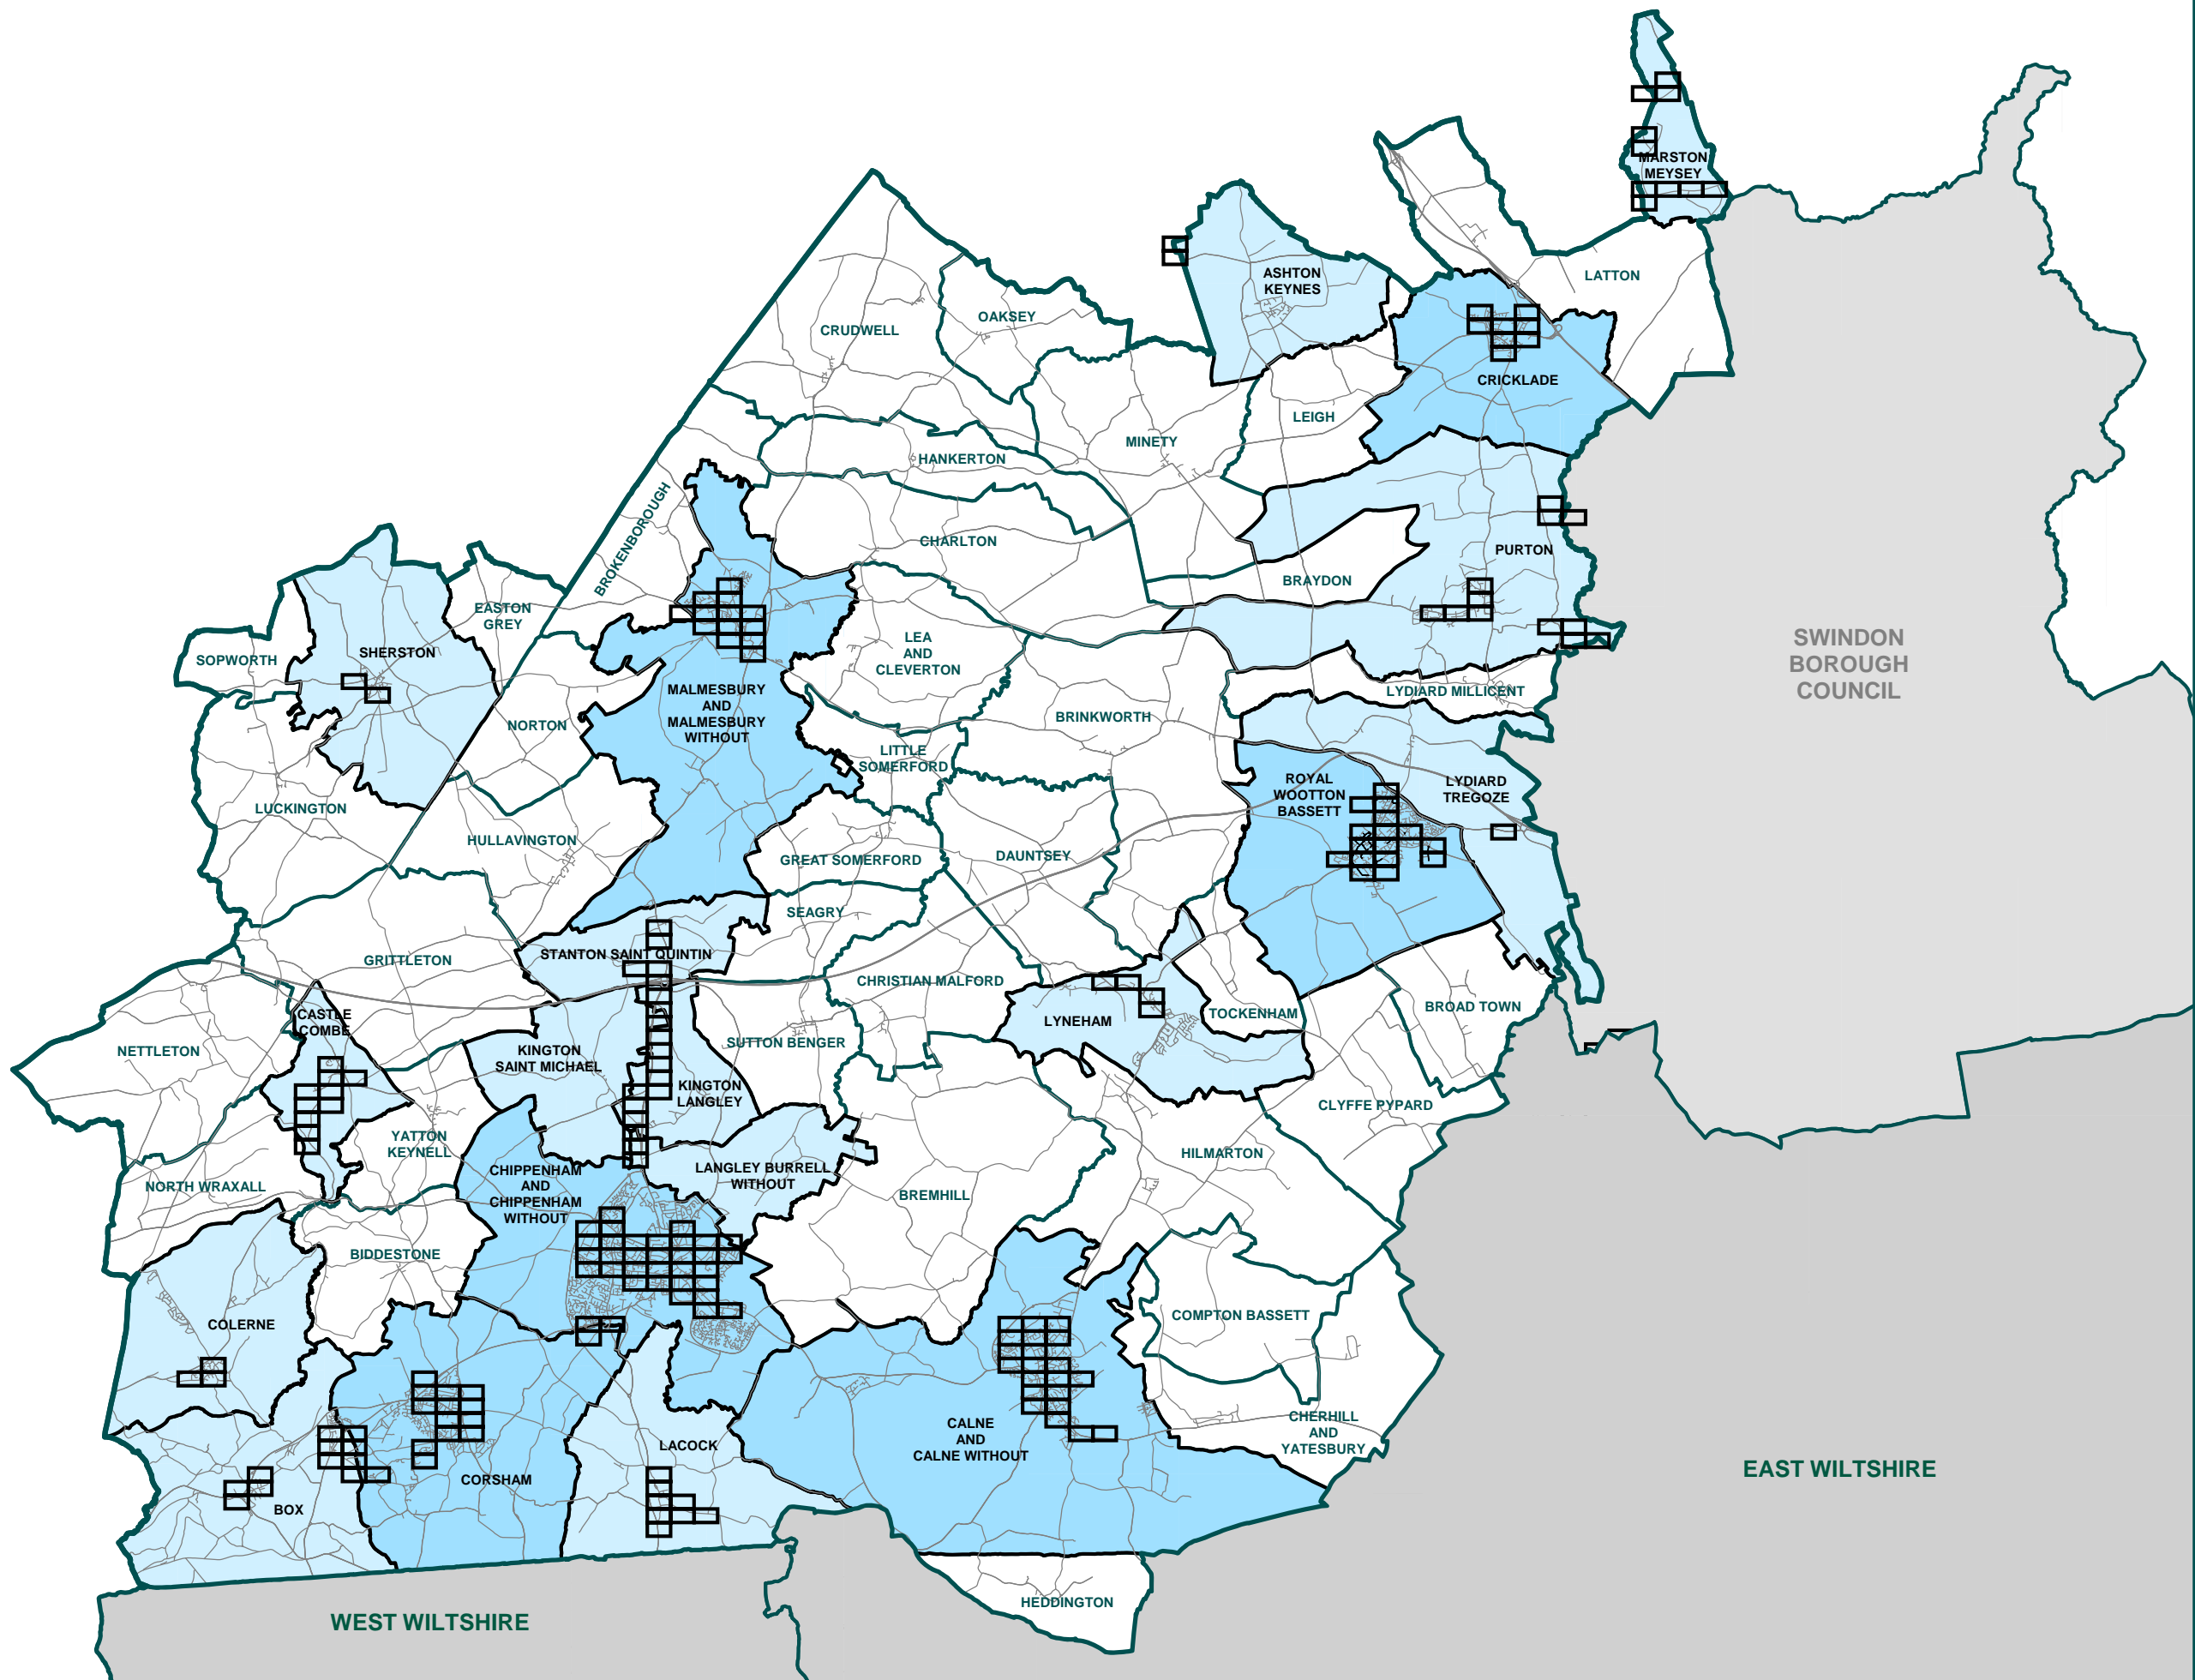 MARSTON
MEYSEY
LATTON
ASHTON
KEYNES
OAKSEY
CRUDWELL
CRICKLADE
LEIGH
MINETY
HANKERTON
BROKENBOROUGH
CHARLTON
PURTON
BRAYDON
EASTON
GREY
SHERSTON
SOPWORTH
LEA
AND
CLEVERTON
SWINDON
BOROUGH
COUNCIL
MALMESBURY
AND
MALMESBURY
WITHOUT
LYDIARD MILLICENT
BRINKWORTH
NORTON
LITTLE
SOMERFORD
ROYAL
WOOTTON
BASSETT
LYDIARD
TREGOZE
LUCKINGTON
HULLAVINGTON
GREAT SOMERFORD
DAUNTSEY
SEAGRY
STANTON SAINT QUINTIN
GRITTLETON
CHRISTIAN MALFORD
BROAD TOWN
CASTLE
COMBE
LYNEHAM
TOCKENHAM
NETTLETON
KINGTON
SAINT MICHAEL
SUTTON BENGER
KINGTON
LANGLEY
CLYFFE PYPARD
YATTON
KEYNELL
HILMARTON
CHIPPENHAM
AND
CHIPPENHAM
WITHOUT
LANGLEY BURRELL
WITHOUT
NORTH WRAXALL
BREMHILL
BIDDESTONE
COMPTON BASSETT
COLERNE
CHERHILL
AND
YATESBURY
CALNE
AND
CALNE WITHOUT
LACOCK
CORSHAM
EAST WILTSHIRE
BOX
HEDDINGTON
WEST WILTSHIRE